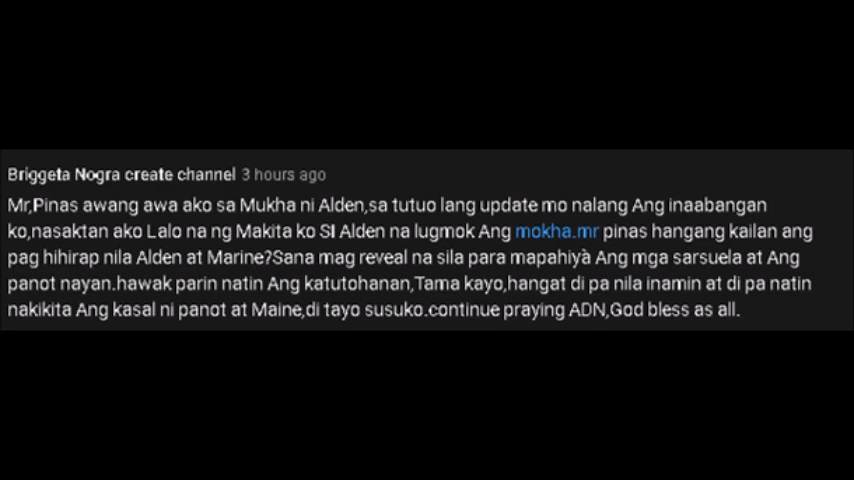 Briggeta Nogra create channel 3 hours ago
Mr,Pinas awang awa ako sa Mukha ni Alden,sa tutuo lang update mo nalang Ang inaabangan
ko,nasaktan ako Lalo na ng Makita ko SI Alden na lugmok Ang mokha.mr pinas hangang kailan ang
pag hihirap nila Alden at Marine?Sana mag reveal na sila para mapahiyà Ang mga sarsuela at Ang
panot nayan.hawak parin natin Ang katutohanan,Tama kayo,hangat di pa nila inamin at di pa natin
nakikita Ang kasal ni panot at Maine,di tayo susuko.continue praying ADN,God bless as all.